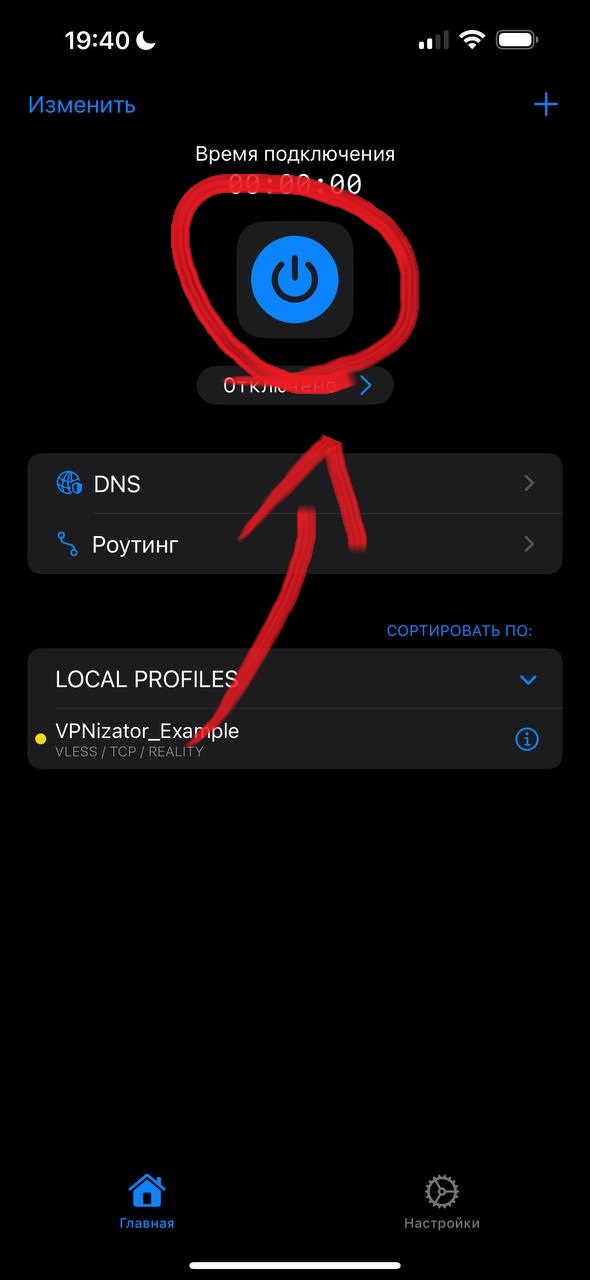 19:40
Изменить
Время подключения
00:00:00
Отключено
DNS
Роутинг
СОРТИРОВАТЬ ПО:
LOCAL PROFILES
VPNizator_Example
VLESS / TCP / REALITY
Главная
Настройки